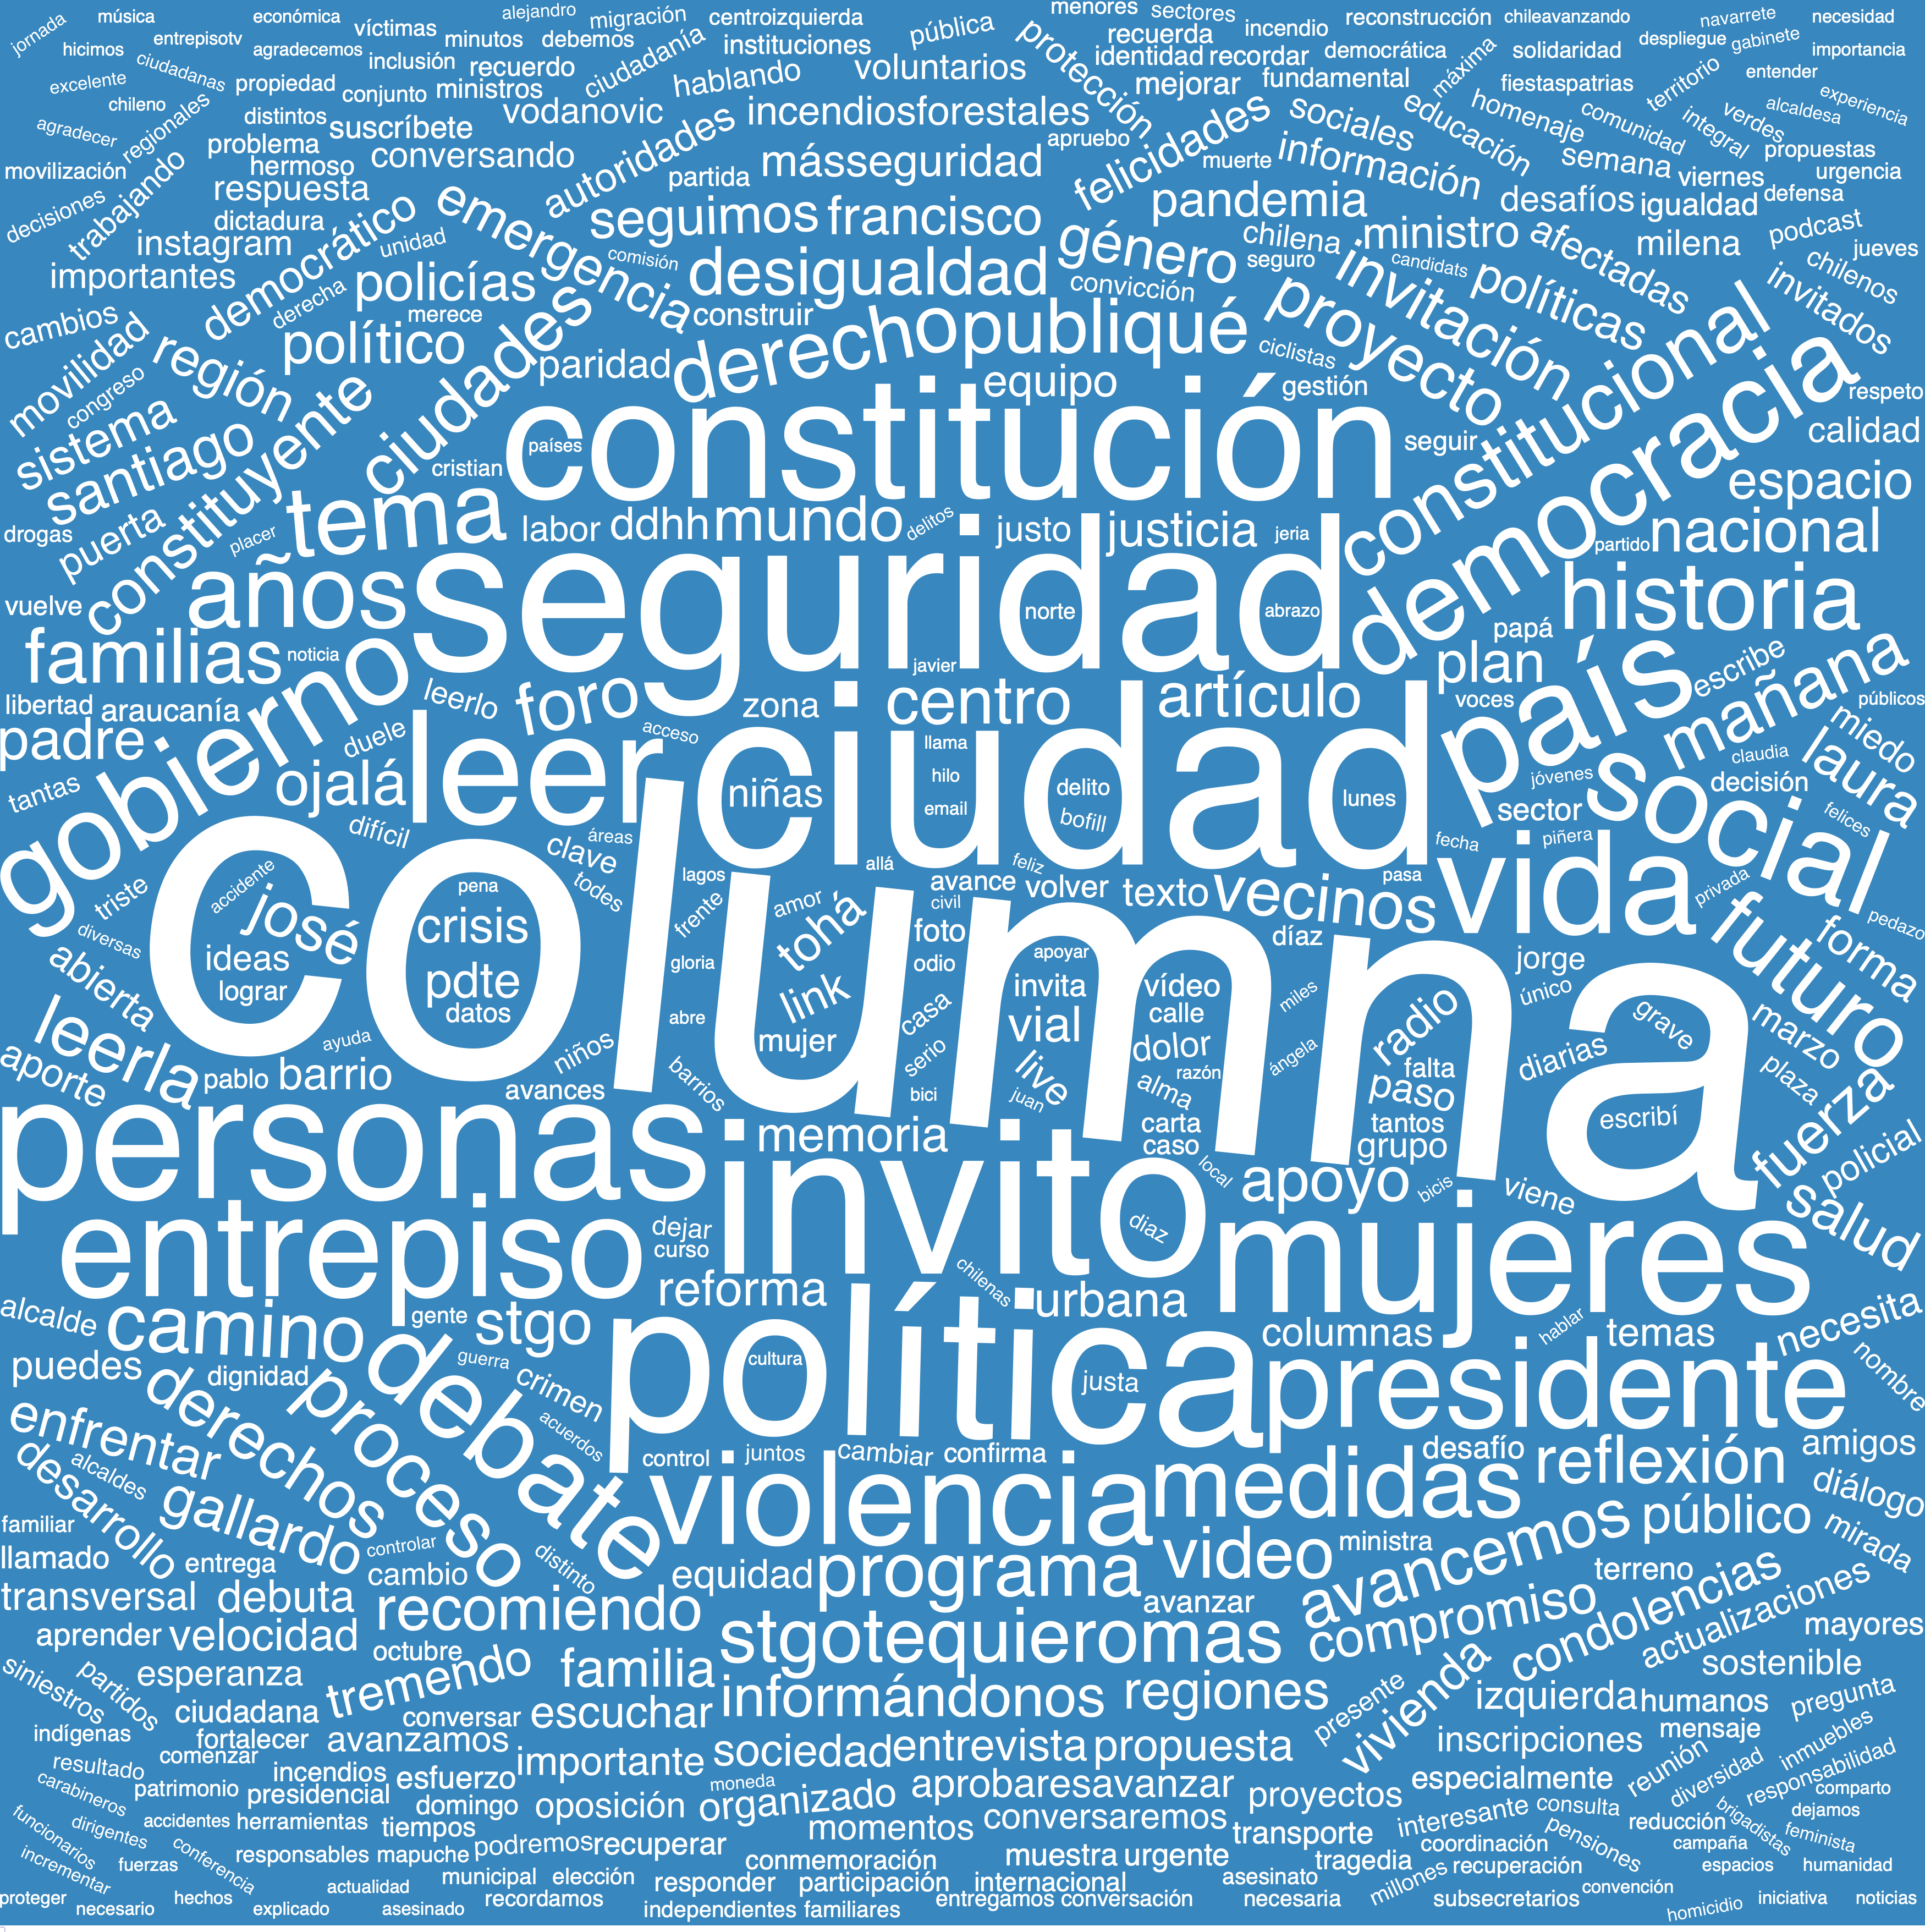 jornada
música
económica
víctimas
alejandro
migración
centroizquierda
menores
sectores
incendio
reconstrucción
chileavanzando
navarrete
necesidad
hicimos
entrepisotv
agradecemos
minutos
debemos
ciudadanía
instituciones
pública
protección
recuerda
identidad
recordar
democrática
máxima
solidaridad
despliegue
gabinete
importancia
excelente
ciudadanas
propiedad
inclusión
recuerdo
conjunto
ministros
hablando
voluntarios
mejorar
fundamental
fiestaspatrias
territorio
entender
chileno
regionales
distintos
suscríbete
vodanovic
incendiosforestales
felicidades
sociales
educación
homenaje
comunidad
integral
verdes
alcaldesa
experiencia
agradecer
problema
hermoso
conversando
autoridades
másseguridad
apruebo
muerte
información
semana
viernes
propuestas
urgencia
movilización
trabajando
respuesta
partida
pandemia
desafíos
igualdad
defensa
decisiones
dictadura
democrático
emergencia
seguimos
francisco
género
chilena
ministro
afectadas
milena
podcast
jueves
instagram
unidad
comisión
seguro
candidats
chilenos
importantes
derecha
policías
desigualdad
convicción
invitación
políticas
invitados
cambios
merece
construir
movilidad
región
político
ciudades
paridad
derecho
publiqué
ciclistas
proyecto
constitucional
democracia
congreso
equipo
gestión
respeto
sistema
santiago
constituyente
constitución
países
seguir
calidad
cristian
espacio
drogas
puerta
placer
tema
labor
ddhh
mundo
delitos
justo
justicia
jeria
partido
nacional
vuelve
años
seguridad
norte
abrazo
historia
familias
noticia
javier
papá
plan
país
escribe
mañana
libertad
araucanía
gobierno
leerlo
foro
zona
centro
artículo
voces
públicos
padre
duele
acceso
llama
miedo
claudia
laura
tantas
ojalá
leer
niñas
hilo
email
ciudad
delito
bofill
lunes
jóvenes
decisión
sector
social
felices
difícil
áreas
clave
todes
lagos
allá
feliz
fecha
piñera
vida
triste
accidente
josé
pena
crisis
frente
amor
avance
civil
volver
texto
vecinos
pasa
privada
futuro
pedazo
diversas
ideas
lograr
pdte
datos
columna
gloria
tohá
foto
odio
apoyar
díaz
jorge
forma
abierta
link
invita
vídeo
miles
único
leerla
ayuda
abre
casa
vial
calle
radio
grave
marzo
aporte
pablo
barrio
niños
mujer
serio
dolor
razón
ángela
falta
diarias
plaza
avances
barrios
bici
live
juan
alma
paso
tantos
escribí
fuerza
personas
memoria
carta
caso
grupo
policial
invito
local
apoyo
bicis
viene
salud
entrepiso
dejar
curso
diaz
mujeres
reforma
chilenas
urbana
alcalde
camino
gente
stgo
columnas
hablar
temas
necesita
puedes
dignidad
debate
guerra
crimen
política
cultura
justa
presidente
nombre
enfrentar
derechos
proceso
acuerdos
control
juntos
cambiar
confirma
desafío
reflexión
amigos
desarrollo
alcaldes
gallardo
violencia
medidas
diálogo
familiar
controlar
distinto
video
ministra
avancemos
público
mirada
llamado
entrega
cambio
equidad
programa
terreno
transversal
debuta
recomiendo
avanzar
compromiso
condolencias
actualizaciones
mayores
aprender
velocidad
octubre
stgotequieromas
sostenible
siniestros
partidos
esperanza
tremendo
familia
informándonos
regiones
presente
vivienda
izquierda
humanos
pregunta
indígenas
ciudadana
conversar
escuchar
inscripciones
mensaje
fortalecer
avanzamos
sociedad
entrevista
propuesta
reunión
inmuebles
resultado
comenzar
incendios
esfuerzo
importante
moneda
aprobaresavanzar
proyectos
especialmente
diversidad
responsabilidad
carabineros
patrimonio
presidencial
domingo
oposición
organizado
interesante
consulta
comparto
funcionarios
dirigentes
accidentes
herramientas
tiempos
momentos
conversaremos
transporte
coordinación
reducción
brigadistas
dejamos
feminista
podremos
recuperar
incrementar
fuerzas
conferencia
responsables
mapuche
conmemoración
muestra
urgente
tragedia
pensiones
recuperación
campaña
espacios
humanidad
actualidad
municipal
elección
responder
participación
internacional
asesinato
millones
convención
proteger
necesario
hechos
explicado
asesinado
recordamos
independientes
familiares
entregamos
conversación
necesaria
subsecretarios
homicidio
iniciativa
noticias